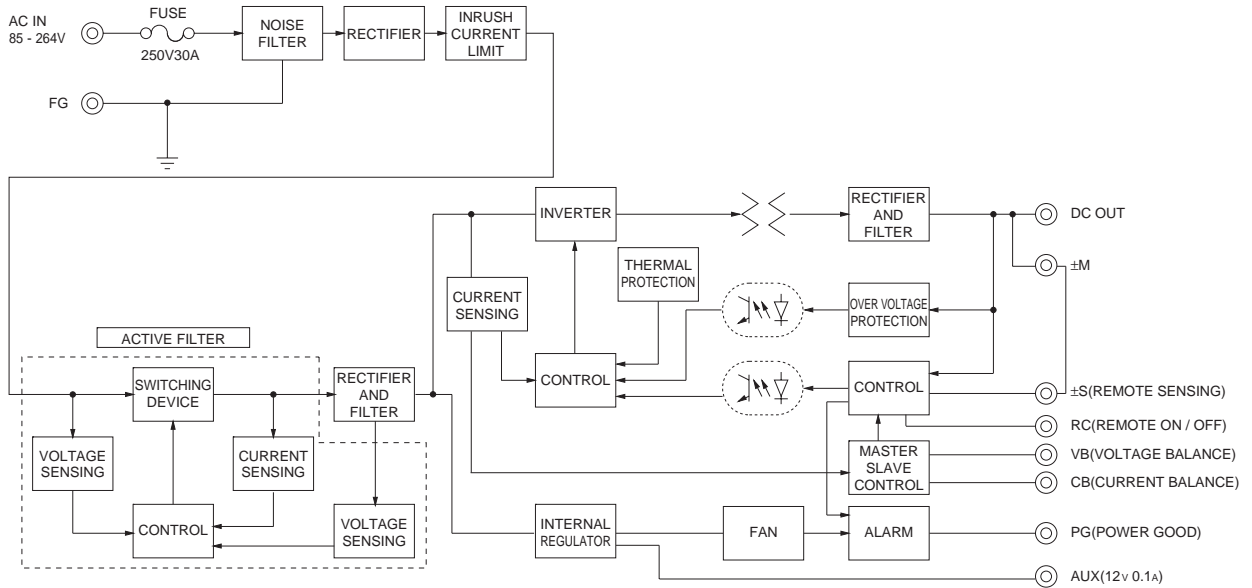 AC IN
85 - 264V
FUSE
250V30A
NOISE
FILTER
RECTIFIER
INRUSH
CURRENT
LIMIT
FG
INVERTER
RECTIFIER
AND
FILTER
DC OUT
±M
THERMAL
PROTECTION
CURRENT
SENSING
OVER VOLTAGE
PROTECTION
ACTIVE FILTER
SWITCHING
DEVICE
RECTIFIER
AND
FILTER
CONTROL
CONTROL
±S(REMOTE SENSING)
RC(REMOTE ON / OFF)
VOLTAGE
SENSING
CURRENT
SENSING
MASTER
SLAVE
CONTROL
VB(VOLTAGE BALANCE)
CB(CURRENT BALANCE)
CONTROL
VOLTAGE
SENSING
INTERNAL
REGULATOR
FAN
ALARM
PG(POWER GOOD)
AUX(12V 0.1A)